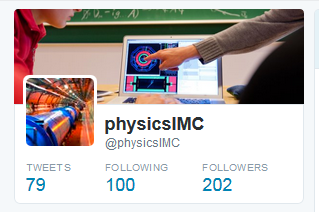 physicsIMC
@physicsIMC
TWEETS FOLLOWING FOLLOWERS
79 100 202